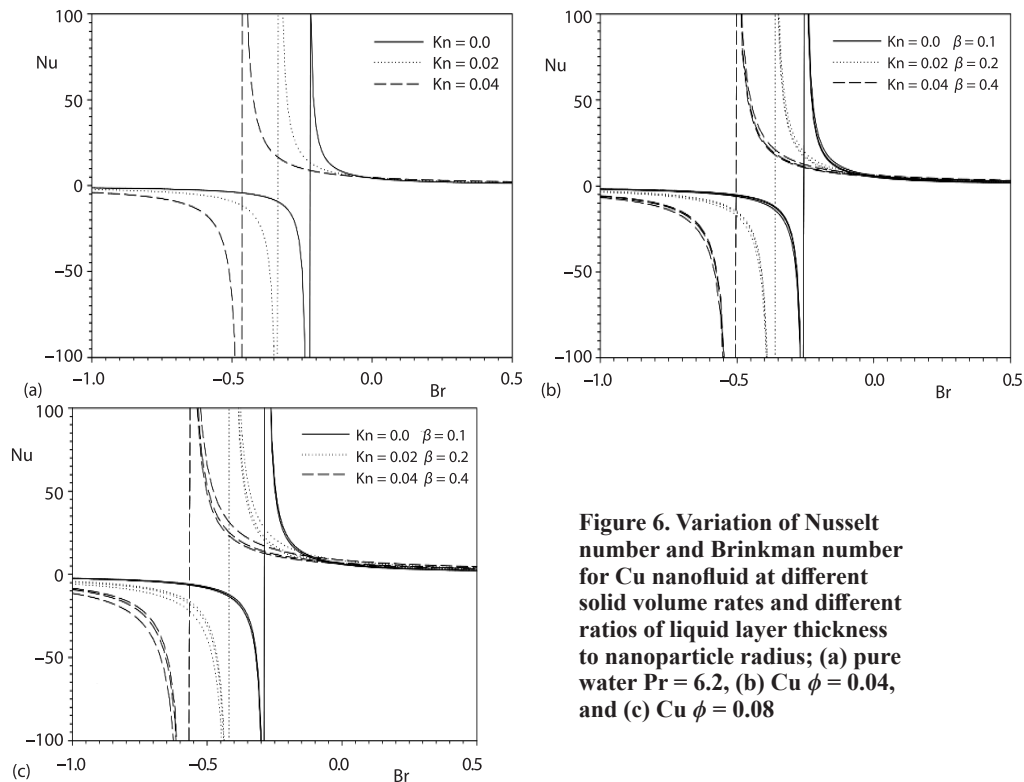 100
Nu
50
0
−50
−100
−1.0
−0.5
0.0
0.5
Br
Kn = 0.0
Kn = 0.02
Kn = 0.04
(a)
100
Nu
50
0
−50
−100
−1.0
−0.5
0.0
0.5
Br
Kn = 0.0 β = 0.1
Kn = 0.02 β = 0.2
Kn = 0.04 β = 0.4
(b)
100
Nu
50
0
−50
−100
−1.0
−0.5
0.0
0.5
Br
Kn = 0.0 β = 0.1
Kn = 0.02 β = 0.2
Kn = 0.04 β = 0.4
(c)
Figure 6. Variation of Nusselt
number and Brinkman number
for Cu nanofluid at different
solid volume rates and different
ratios of liquid layer thickness
to nanoparticle radius; (a) pure
water Pr = 6.2, (b) Cu ϕ = 0.04,
and (c) Cu ϕ = 0.08